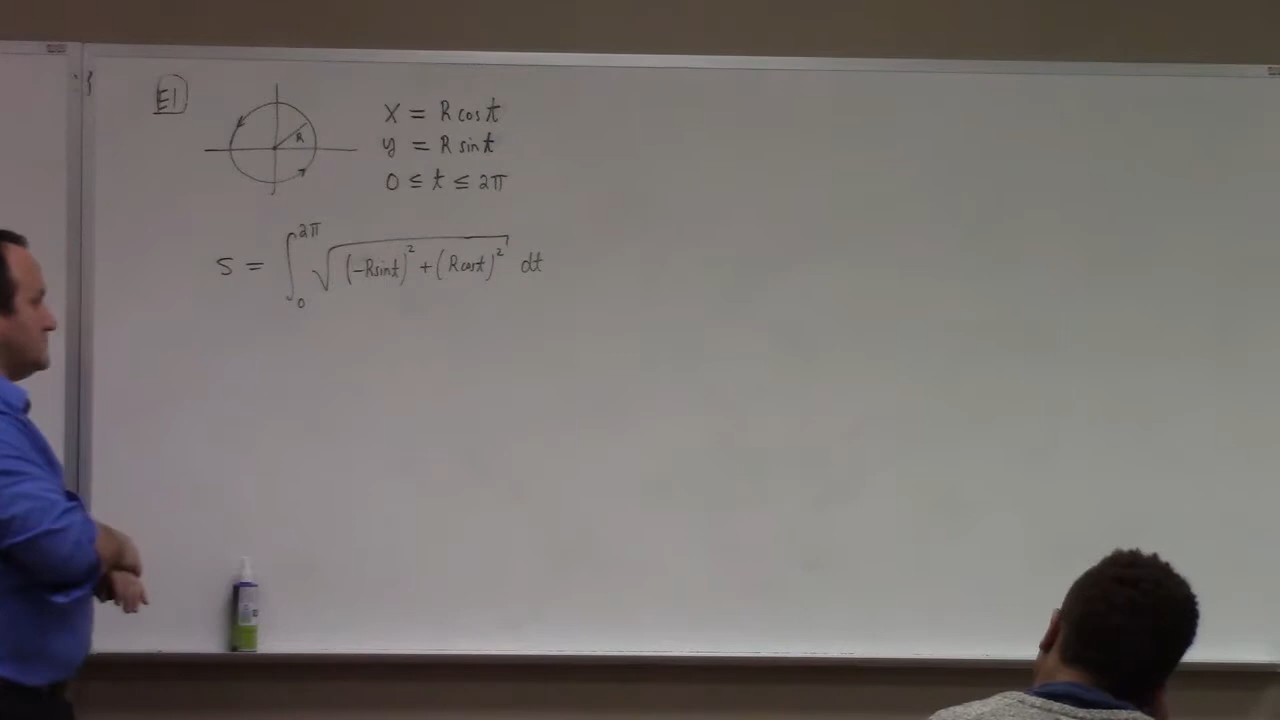 E1
R
x = R cos t
y = R sin t
0 ≤ t ≤ 2π
S = ∫₀^2π √((-R sin t)² + (R cos t)²) dt